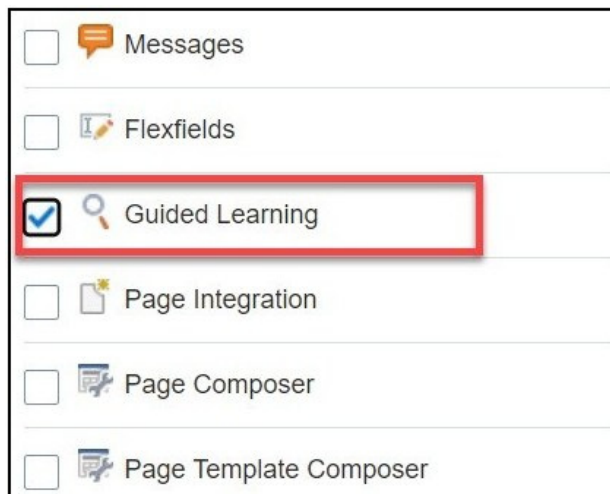 Messages
Flexfields
Guided Learning
Page Integration
Page Composer
Page Template Composer